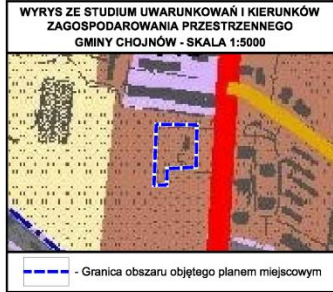 WYRYS ZE STUDIUM UWARUNKOWAŃ I KIERUNKÓW
ZAGOSPODAROWANIA PRZESTRZENNEGO
GMINY CHOJNÓW - SKALA 1:5000
- Granica obszaru objętego planem miejscowym